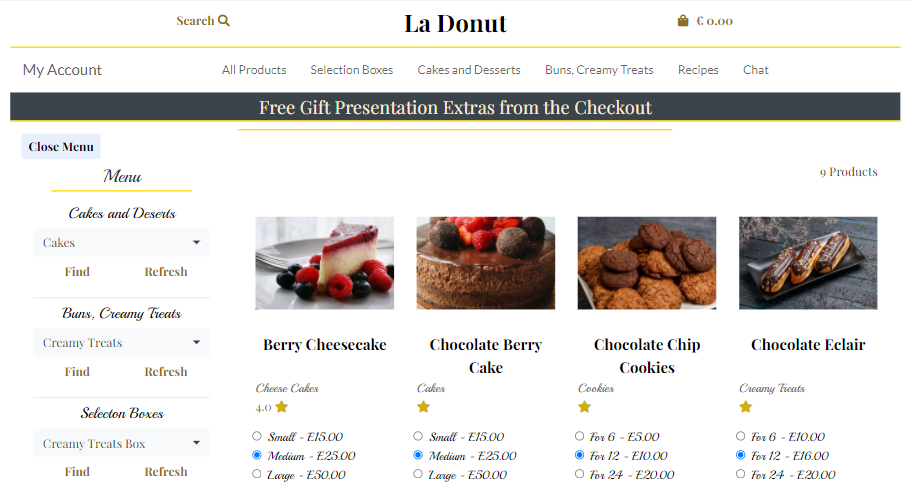 Search
La Donut
€ 0.00
My Account
All Products
Selection Boxes
Cakes and Desserts
Buns, Creamy Treats
Recipes
Chat
Free Gift Presentation Extras from the Checkout
Close Menu
Menu
Cakes and Deserts
Cakes
Find Refresh
Buns, Creamy Treats
Creamy Treats
Find Refresh
Selecton Boxes
Creamy Treats Box
Find Refresh
9 Products
Berry Cheesecake
Cheese Cakes
4.0
Small - £15.00
Medium - £25.00
Large - £50.00
Chocolate Berry
Cake
Cakes
Small - £15.00
Medium - £25.00
Large - £50.00
Chocolate Chip
Cookies
Cookies
For 6 - £5.00
For 12 - £10.00
For 24 - £20.00
Chocolate Eclair
Creamy Treats
For 6 - £10.00
For 12 - £16.00
For 24 - £20.00